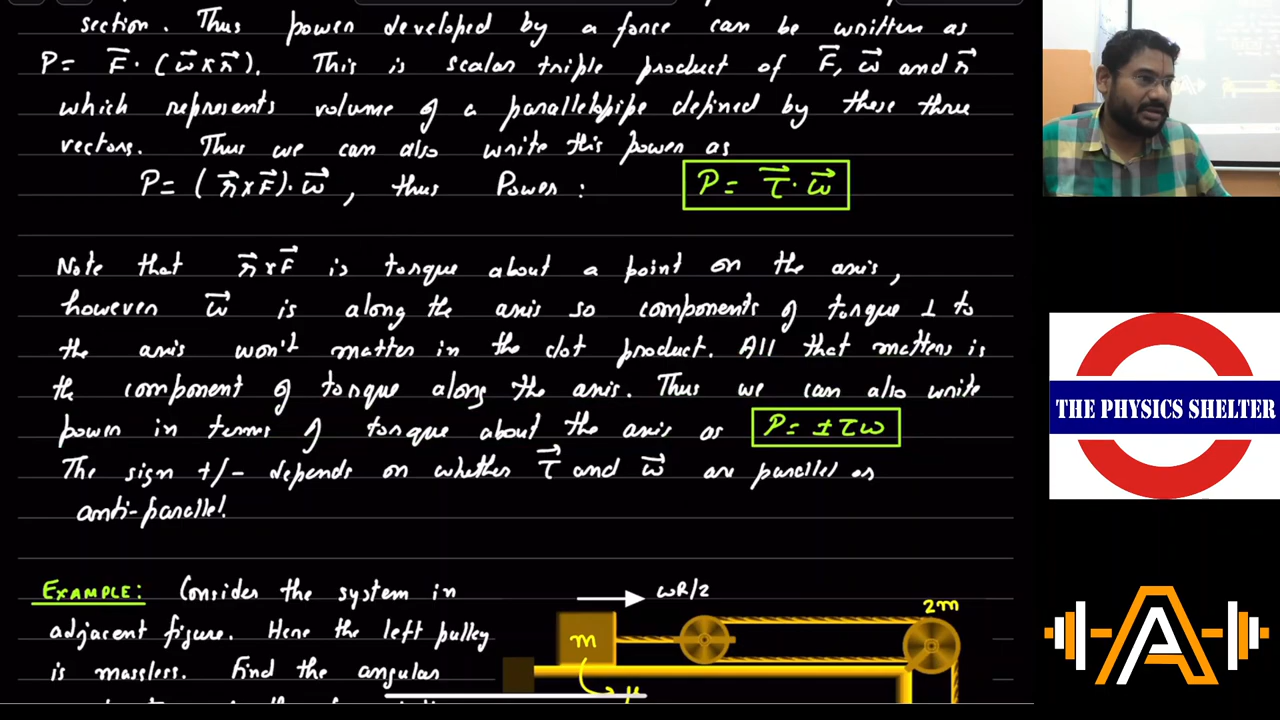 section. Thus power developed by a force can be written as
P = F⃗ · (ω⃗ × r⃗). This is scalar triple product of F⃗, ω⃗ and r⃗
which represents volume of a parallelopipe defined by these three
vectors. Thus we can also write this power as
P = (r⃗ × F⃗) · ω⃗, thus Power: P = τ⃗ · ω⃗
Note that r⃗ × F⃗ is torque about a point on the axis,
however ω⃗ is along the axis so components of torque ⊥ to
the axis won't matter in the dot product. All that matters is
the component of torque along the axis. Thus we can also write
power in terms of torque about the axis as P = ± τω
The sign +/- depends on whether τ⃗ and ω⃗ are parallel or
anti-parallel.
EXAMPLE: Consider the system in
adjacent figure. Here the left pulley
is massless. Find the angular
ωR/2
2m
m
μ
THE PHYSICS SHELTER
A